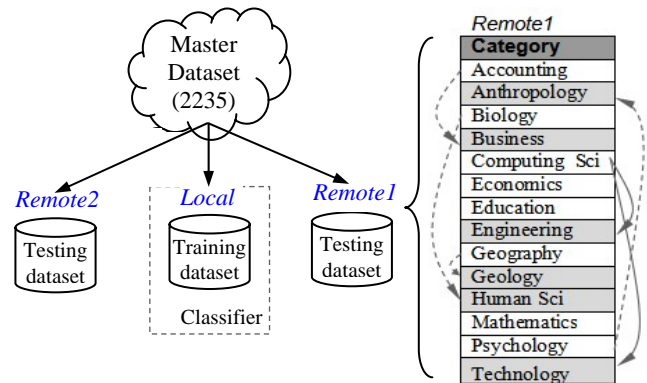 Master
Dataset
(2235)
Remote2
Local
Remote1
Testing
dataset
Training
dataset
Testing
dataset
Classifier
Remote1
Category
Accounting
Anthropology
Biology
Business
Computing Sci
Economics
Education
Engineering
Geography
Geology
Human Sci
Mathematics
Psychology
Technology